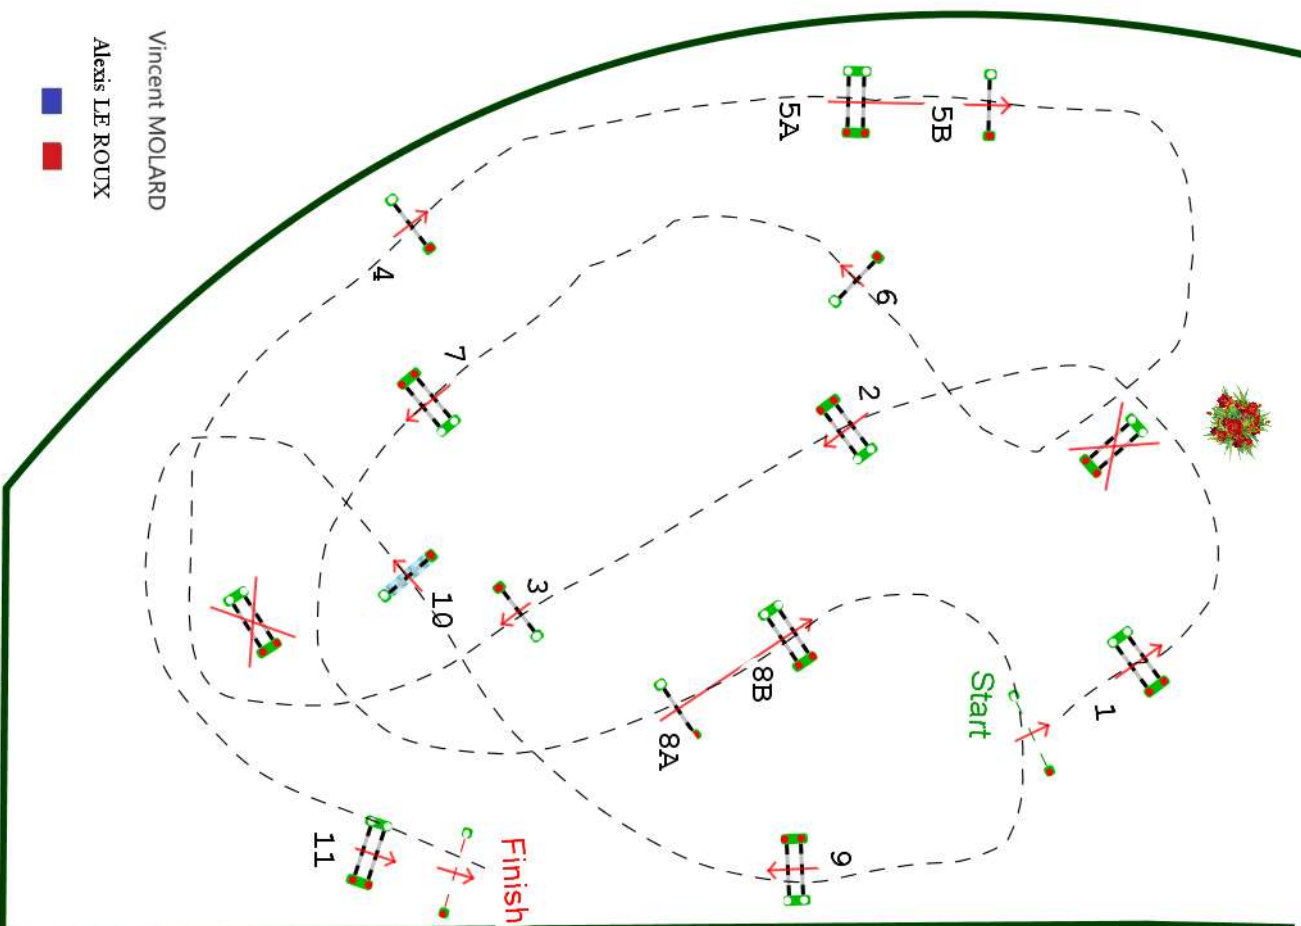 Vincent MOLARD
Alexis LE ROUX
5A
5B
4
6
7
2
3
10
8B
8A
Start
1
9
11
Finish